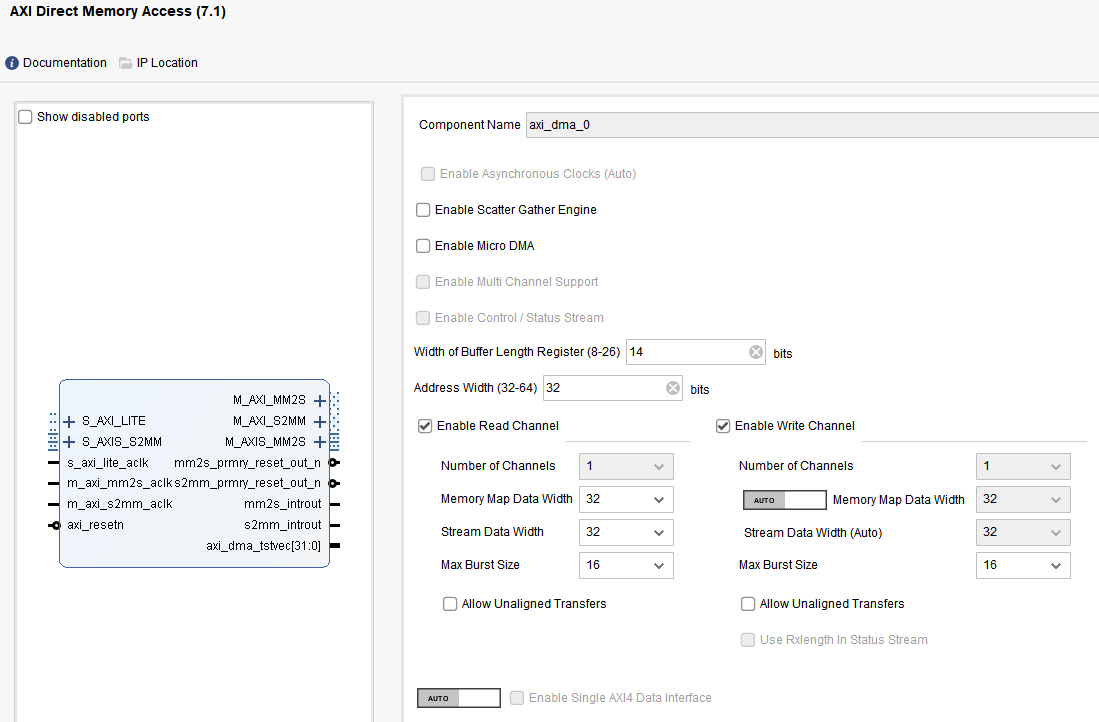 AXI Direct Memory Access (7.1)
Documentation IP Location
Show disabled ports
M_AXI_MM2S
S_AXI_LITE M_AXI_S2MM
S_AXIS_S2MM M_AXIS_MM2S
s_axi_lite_aclk mm2s_prmry_reset_out_n
m_axi_mm2s_aclk s2mm_prmry_reset_out_n
m_axi_s2mm_aclk mm2s_introut
axi_resetn s2mm_introut
axi_dma_tstvec[31:0]
Component Name axi_dma_0
Enable Asynchronous Clocks (Auto)
Enable Scatter Gather Engine
Enable Micro DMA
Enable Multi Channel Support
Enable Control / Status Stream
Width of Buffer Length Register (8-26) 14 bits
Address Width (32-64) 32 bits
Enable Read Channel
Number of Channels 1
Memory Map Data Width 32
Stream Data Width 32
Max Burst Size 16
Allow Unaligned Transfers
Enable Write Channel
Number of Channels 1
AUTO Memory Map Data Width 32
Stream Data Width (Auto) 32
Max Burst Size 16
Allow Unaligned Transfers
Use Rxlength In Status Stream
AUTO Enable Single AXI4 Data Interface